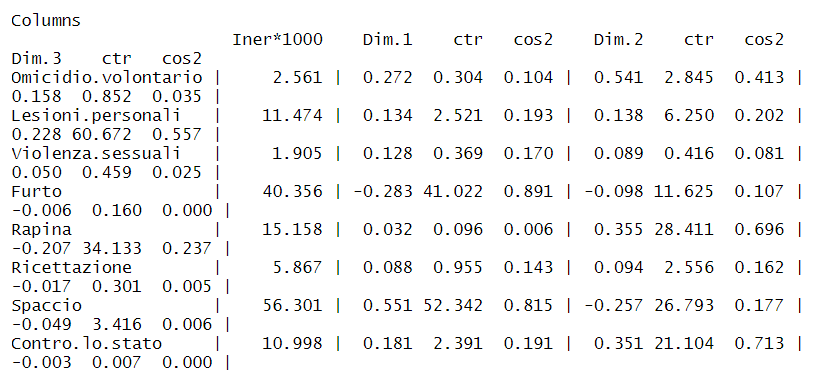 Columns
Iner*1000 Dim.1 ctr cos2 Dim.2 ctr cos2
Dim.3 ctr cos2
Omicidio.volontario | 2.561 | 0.272 0.304 0.104 | 0.541 2.845 0.413 |
0.158 0.852 0.035 |
Lesioni.personali | 11.474 | 0.134 2.521 0.193 | 0.138 6.250 0.202 |
0.228 60.672 0.557 |
Violenza.sessuali | 1.905 | 0.128 0.369 0.170 | 0.089 0.416 0.081 |
0.050 0.459 0.025 |
Furto | 40.356 | -0.283 41.022 0.891 | -0.098 11.625 0.107 |
-0.006 0.160 0.000 |
Rapina | 15.158 | 0.032 0.096 0.006 | 0.355 28.411 0.696 |
-0.207 34.133 0.237 |
Ricettazione | 5.867 | 0.088 0.955 0.143 | 0.094 2.556 0.162 |
-0.017 0.301 0.005 |
Spaccio | 56.301 | 0.551 52.342 0.815 | -0.257 26.793 0.177 |
-0.049 3.416 0.006 |
Contro.lo.stato | 10.998 | 0.181 2.391 0.191 | 0.351 21.104 0.713 |
-0.003 0.007 0.000 |